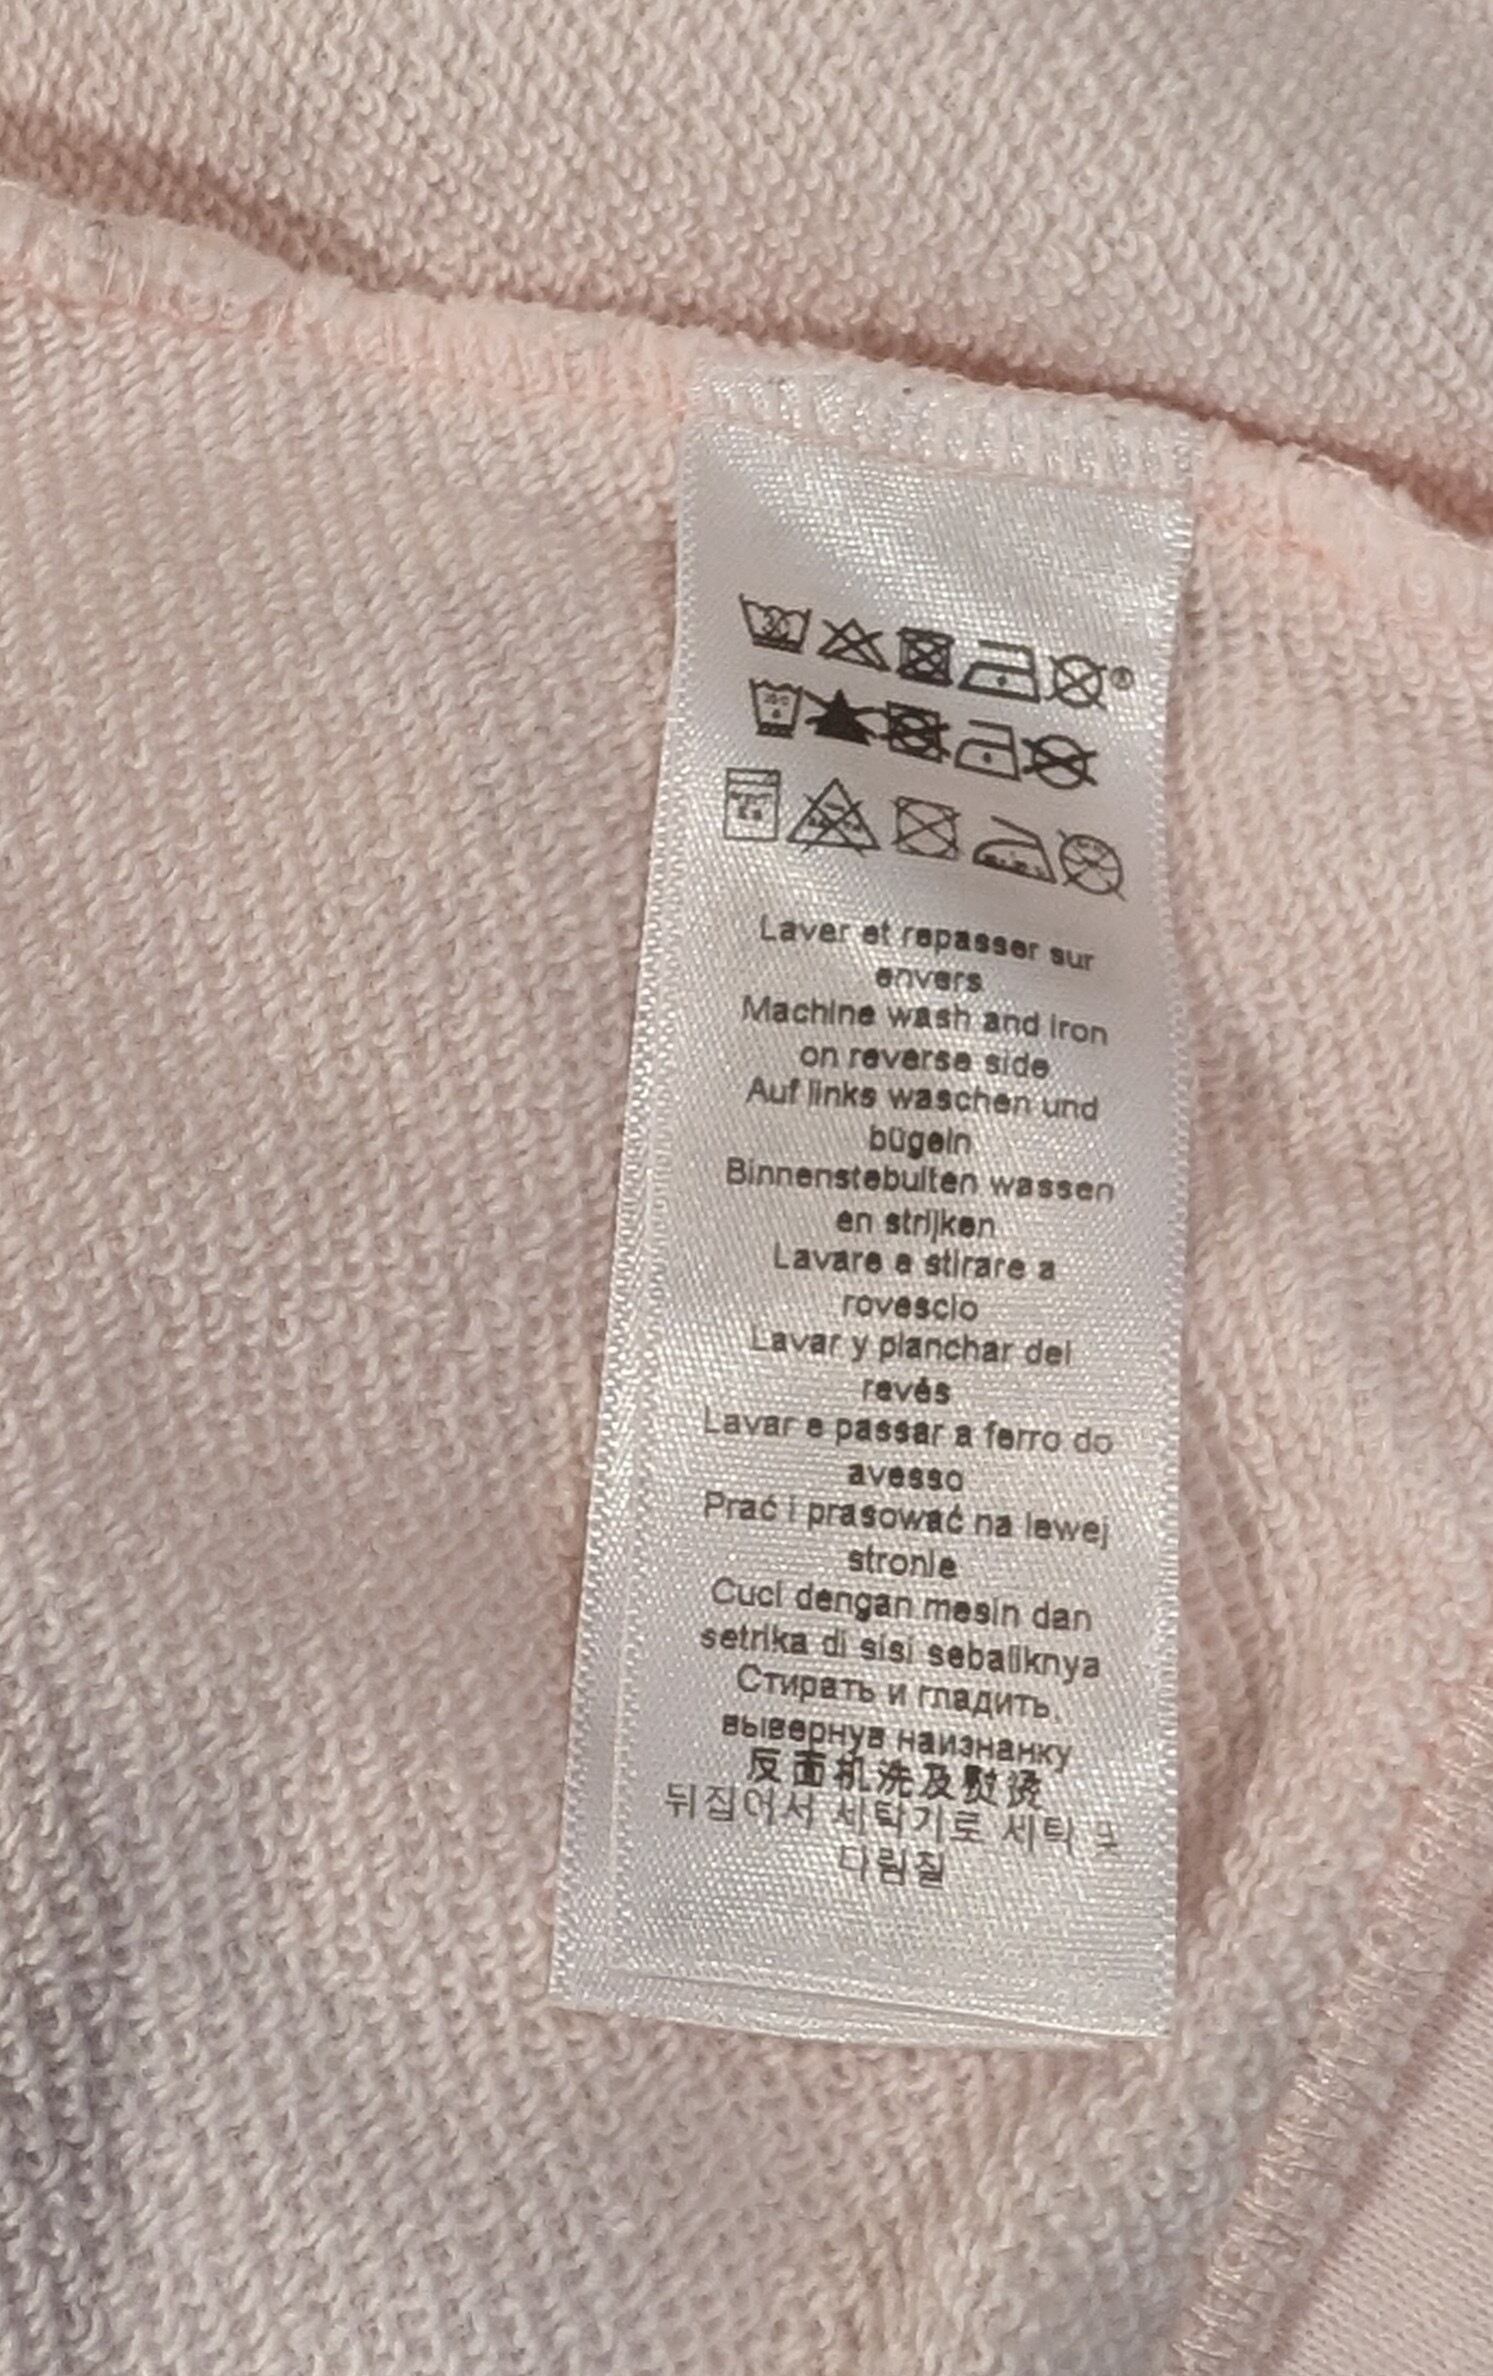 30
®
Laver et repasser sur
envers
Machine wash and iron
on reverse side
Auf links waschen und
bügeln
Binnenstebuiten wassen
en strijken
Lavare e stirare a
rovescio
Lavar y planchar del
revés
Lavar e passar a ferro do
avesso
Prać i prasować na lewej
stronie
Cuci dengan mesin dan
setrika di sisi sebaliknya
Стирать и гладить,
вывернув наизнанку
反面机洗及熨烫
뒤집어서 세탁기로 세탁 및
다림질